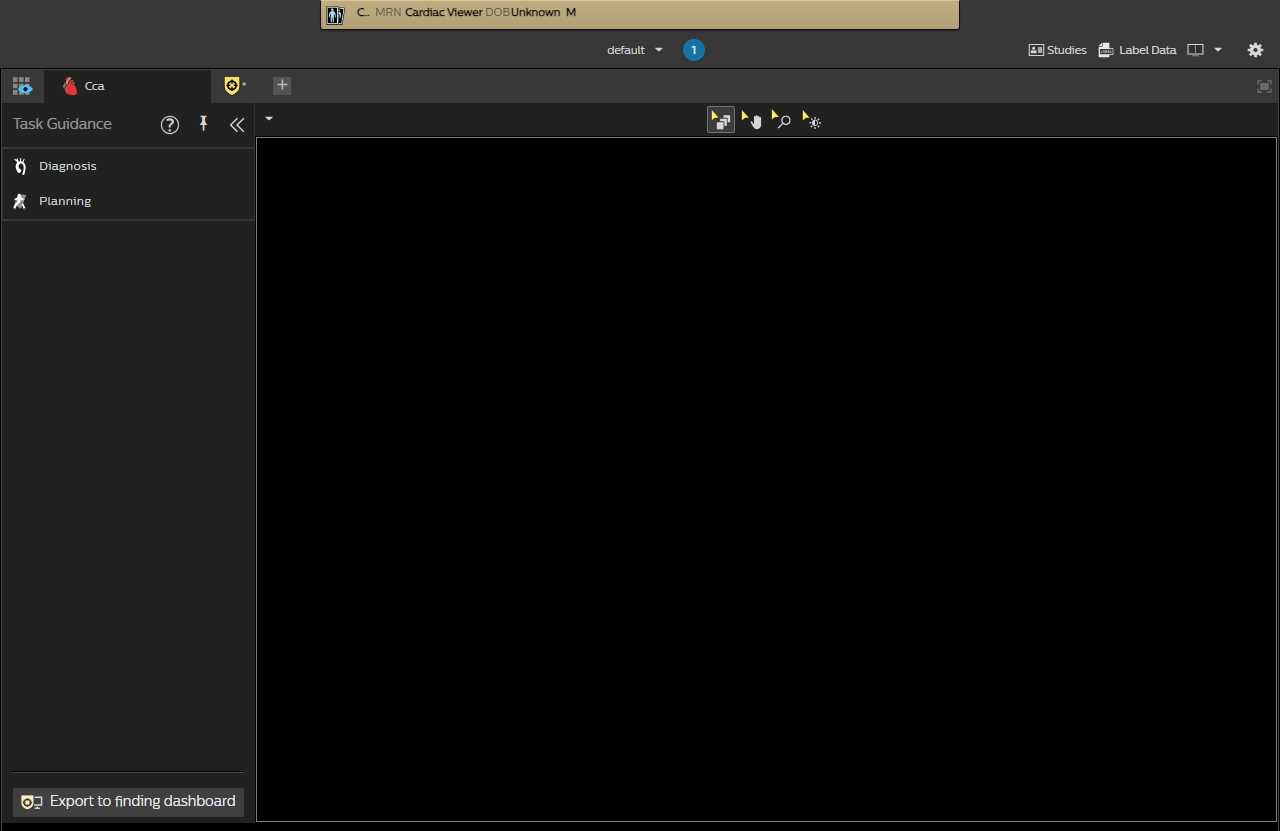 C.. MRN Cardiac Viewer DOB Unknown M
default 1 Studies Label Data
Cca
Task Guidance
Diagnosis
Planning
Export to finding dashboard